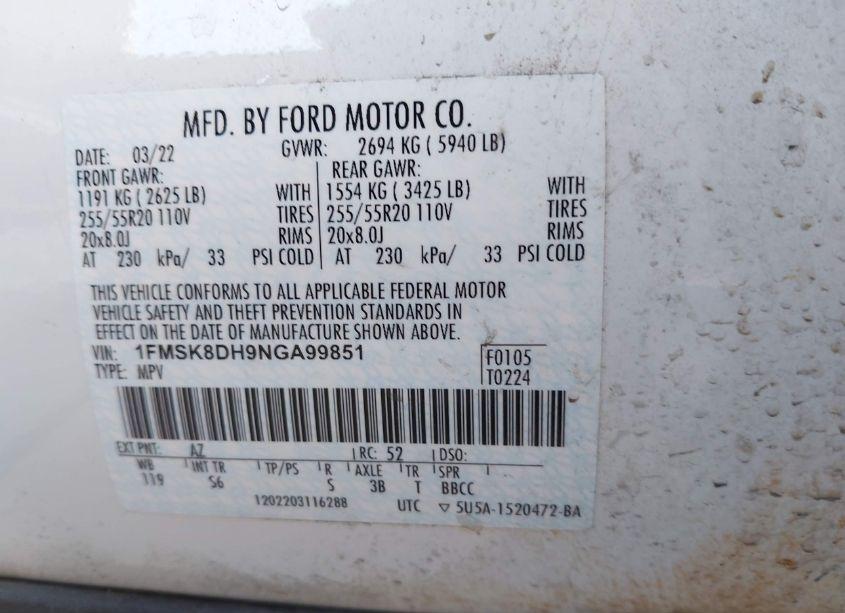 MFD. BY FORD MOTOR CO.
DATE: 03/22 GVWR: 2694 KG ( 5940 LB)
FRONT GAWR: REAR GAWR:
1191 KG ( 2625 LB) WITH 1554 KG ( 3425 LB) WITH
255/55R20 110V TIRES 255/55R20 110V TIRES
20x8.0J RIMS 20x8.0J RIMS
AT 230 kPa/ 33 PSI COLD AT 230 kPa/ 33 PSI COLD
THIS VEHICLE CONFORMS TO ALL APPLICABLE FEDERAL MOTOR
VEHICLE SAFETY AND THEFT PREVENTION STANDARDS IN
EFFECT ON THE DATE OF MANUFACTURE SHOWN ABOVE.
VIN: 1FMSK8DH9NGA99851 F0105
TYPE: MPV T0224
EXT PNT: AZ RC: 52 DSO:
WB INT TR TP/PS R AXLE TR SPR
119 S6 S 3B T BBCC
1202203116288 UTC ▽ 5U5A-1520472-BA